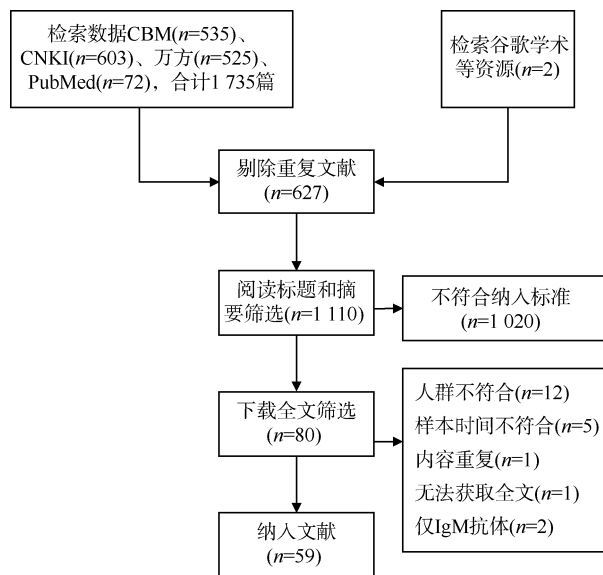 检索数据CBM(n=535)、
CNKI(n=603)、万方(n=525)、
PubMed(n=72)，合计1 735篇
检索谷歌学术
等资源(n=2)
剔除重复文献
(n=627)
阅读标题和摘
要筛选(n=1 110)
不符合纳入标准
(n=1 020)
下载全文筛选
(n=80)
人群不符合(n=12)
样本时间不符合(n=5)
内容重复(n=1)
无法获取全文(n=1)
仅IgM抗体(n=2)
纳入文献
(n=59)